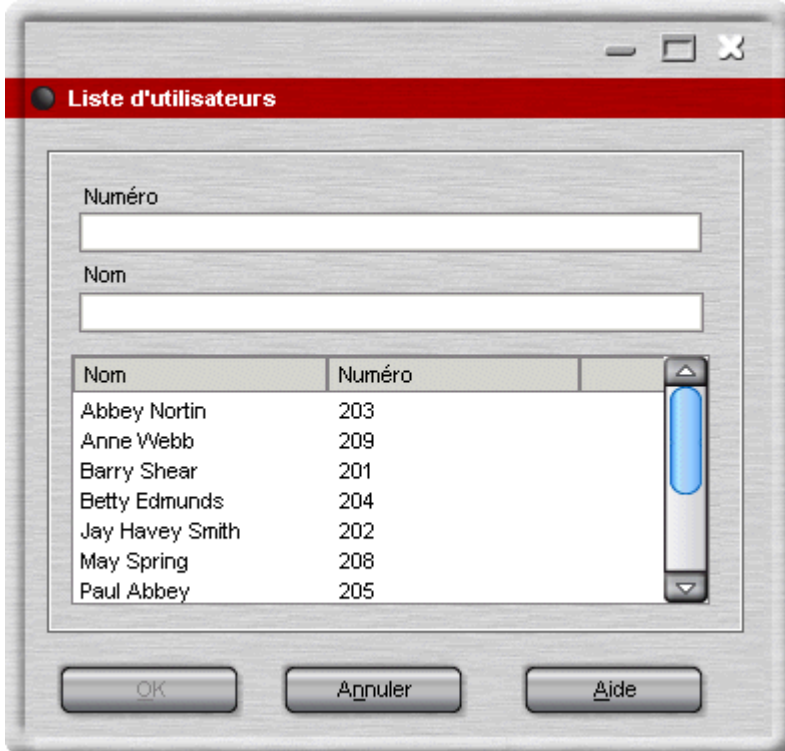 Liste d'utilisateurs
Numéro
Nom
Nom Numéro
Abbey Nortin 203
Anne Webb 209
Barry Shear 201
Betty Edmunds 204
Jay Havey Smith 202
May Spring 208
Paul Abbey 205
OK Annuler Aide